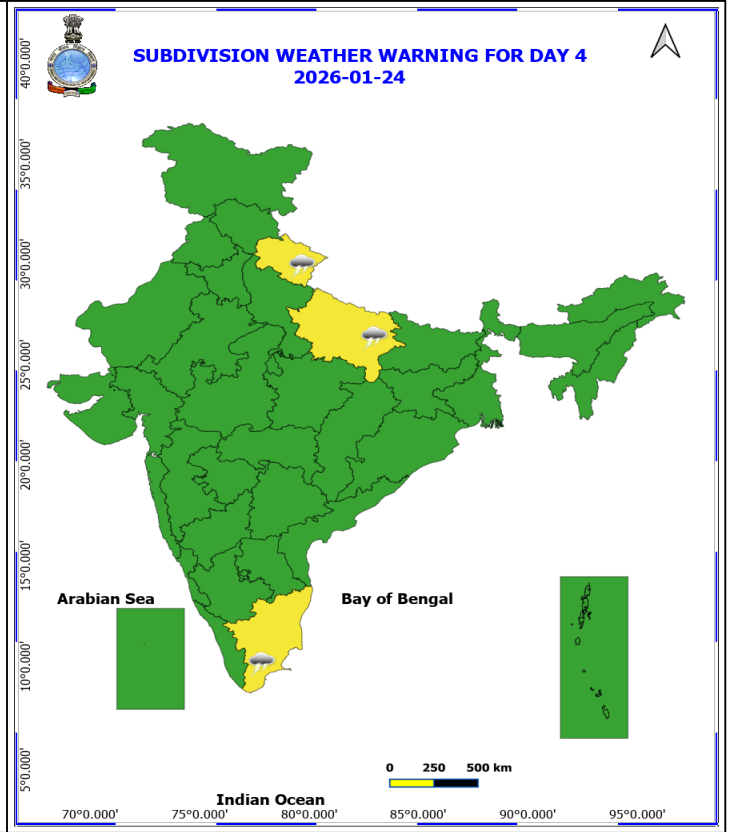 SUBDIVISION WEATHER WARNING FOR DAY 4
2026-01-24
40°0.000'
35°0.000'
30°0.000'
25°0.000'
20°0.000'
15°0.000'
10°0.000'
5°0.000'
Arabian Sea
Bay of Bengal
0 250 500 km
Indian Ocean
70°0.000' 75°0.000' 80°0.000' 85°0.000' 90°0.000' 95°0.000'